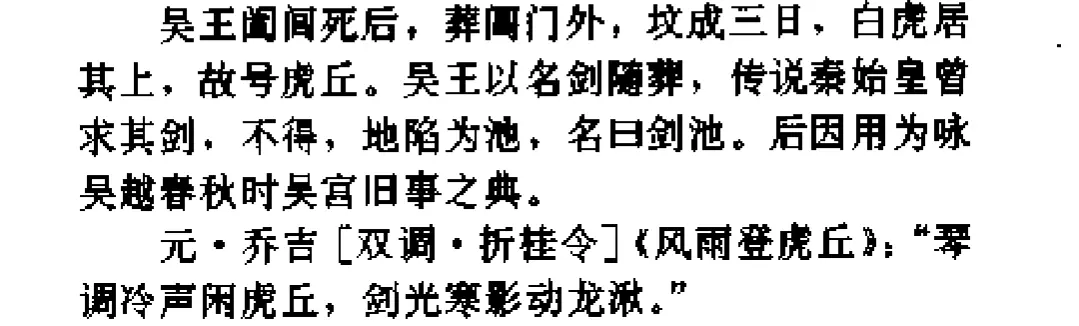 吴王阖闾死后，葬阊门外，坟成三日，白虎居
其上，故号虎丘。吴王以名剑随葬，传说秦始皇曾
求其剑，不得，地陷为池，名曰剑池。后因用为咏
吴越春秋时吴宫旧事之典。
元·乔吉［双调·折桂令］《风雨登虎丘》：“琴
调冷声闲虎丘，剑光寒影动龙湫。”